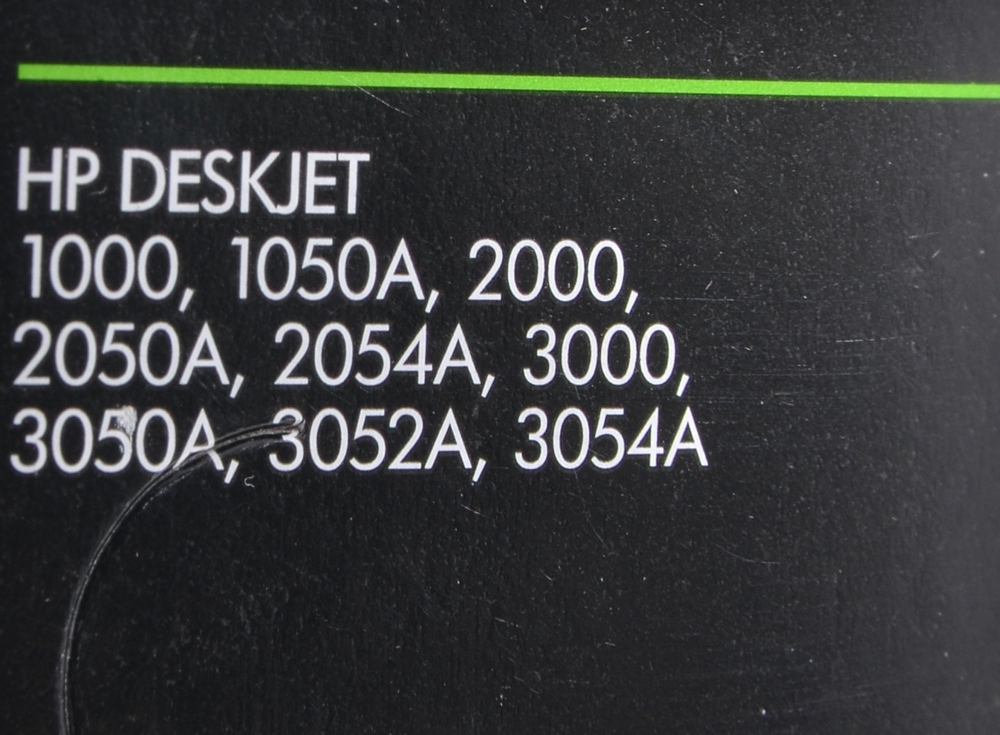 HP DESKJET
1000, 1050A, 2000,
2050A, 2054A, 3000,
3050A, 3052A, 3054A